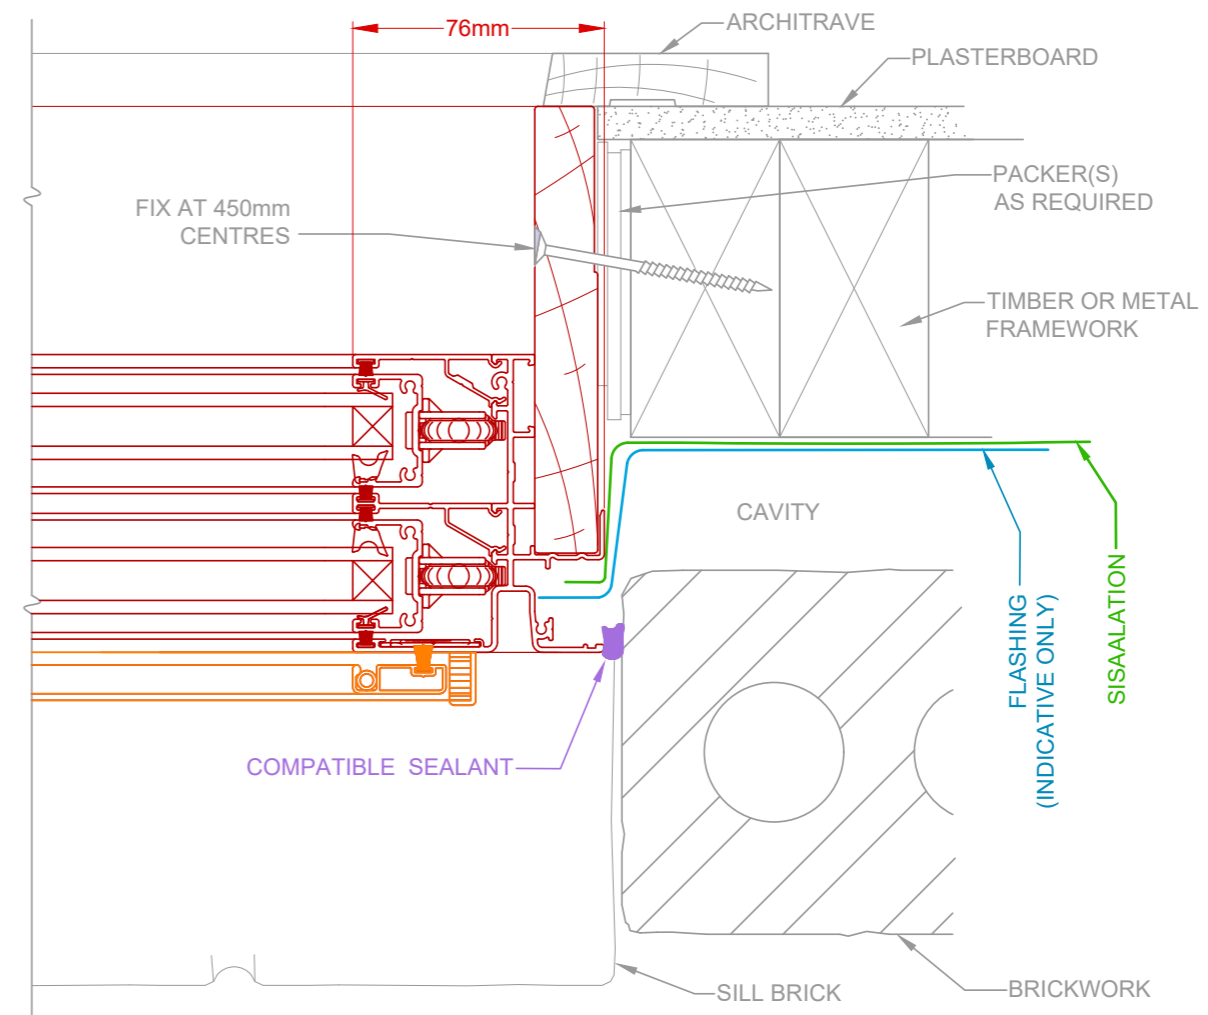 76mm
ARCHITRAVE
PLASTERBOARD
PACKER(S)
AS REQUIRED
FIX AT 450mm
CENTRES
TIMBER OR METAL
FRAMEWORK
CAVITY
FLASHING
(INDICATIVE ONLY)
SISAALATION
COMPATIBLE SEALANT
SILL BRICK
BRICKWORK